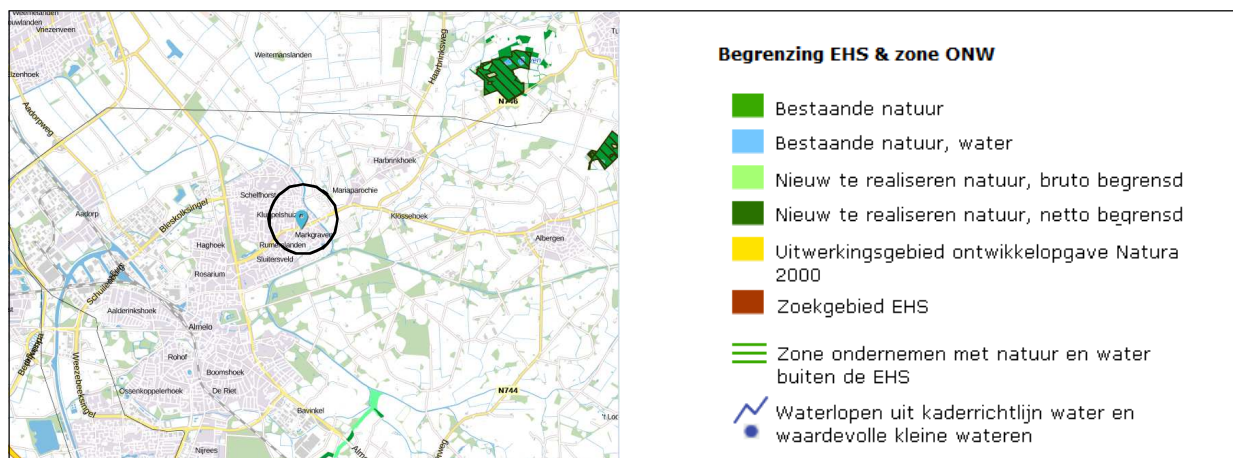 Vriezenveen
Weitemanslanden
Haarbrinksweg
Aadorpweg
N746
Harbrinkhoek
Mariaparochie
Schelfhorst
Aadorp
Bleskolksingel
Klossehoek
Markgraven
Albergen
Haghoek
Rumerslanden
Sluitersveld
Rosarium
Aalderinkshoek
Almelo
Rohof
Boomshoek
Weezebeeksingel
Ossenkoppelerhoek
De Riet
N744
Bavinkel
Nijrees
Begrenzing EHS & zone ONW
Bestaande natuur
Bestaande natuur, water
Nieuw te realiseren natuur, bruto begrensd
Nieuw te realiseren natuur, netto begrensd
Uitwerkingsgebied ontwikkelopgave Natura
2000
Zoekgebied EHS
Zone ondernemen met natuur en water
buiten de EHS
Waterlopen uit kaderrichtlijn water en
waardevolle kleine wateren